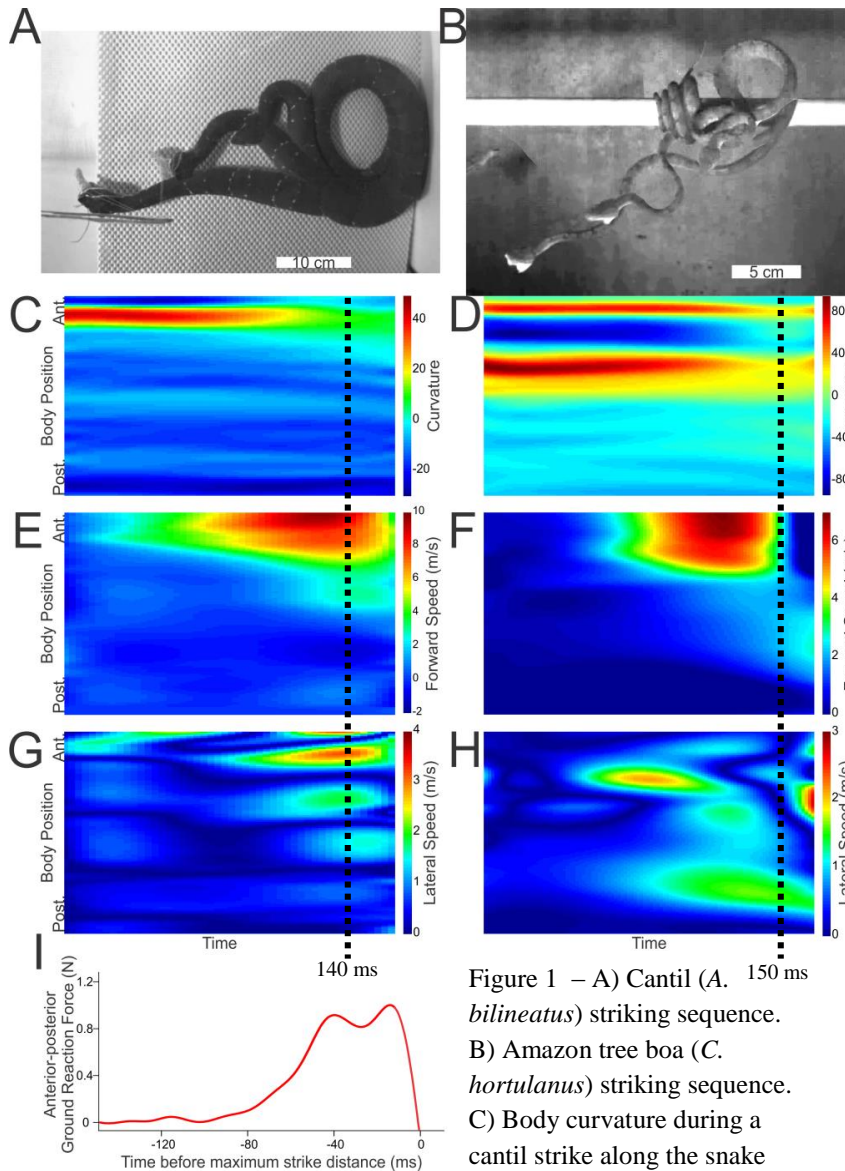 A
B
10 cm
5 cm
C
Ant.
Body Position
Post.
40
20
0
-20
Curvature
D
80
40
0
-40
-80
E
Ant.
Body Position
Post.
10
8
6
4
2
0
-2
Forward Speed (m/s)
F
6
4
2
0
G
Ant.
Body Position
Post.
4
3
2
1
0
Lateral Speed (m/s)
H
3
2
1
0
Lateral Speed (m/s)
Time
Time
140 ms
150 ms
I
Anterior-posterior
Ground Reaction Force (N)
1.2
0.8
0.4
0
-120
-80
-40
0
Time before maximum strike distance (ms)
Figure 1 – A) Cantil (A.
bilineatus) striking sequence.
B) Amazon tree boa (C.
hortulanus) striking sequence.
C) Body curvature during a
cantil strike along the snake